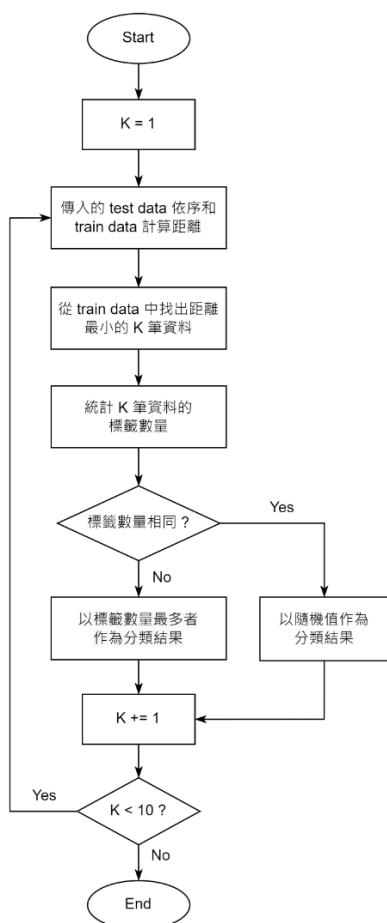 Start
K = 1
傳入的 test data 依序和
train data 計算距離
從 train data 中找出距離
最小的 K 筆資料
統計 K 筆資料的
標籤數量
標籤數量相同 ?
Yes
No
以標籤數量最多者
作為分類結果
以隨機值作為
分類結果
K += 1
Yes
K < 10 ?
No
End